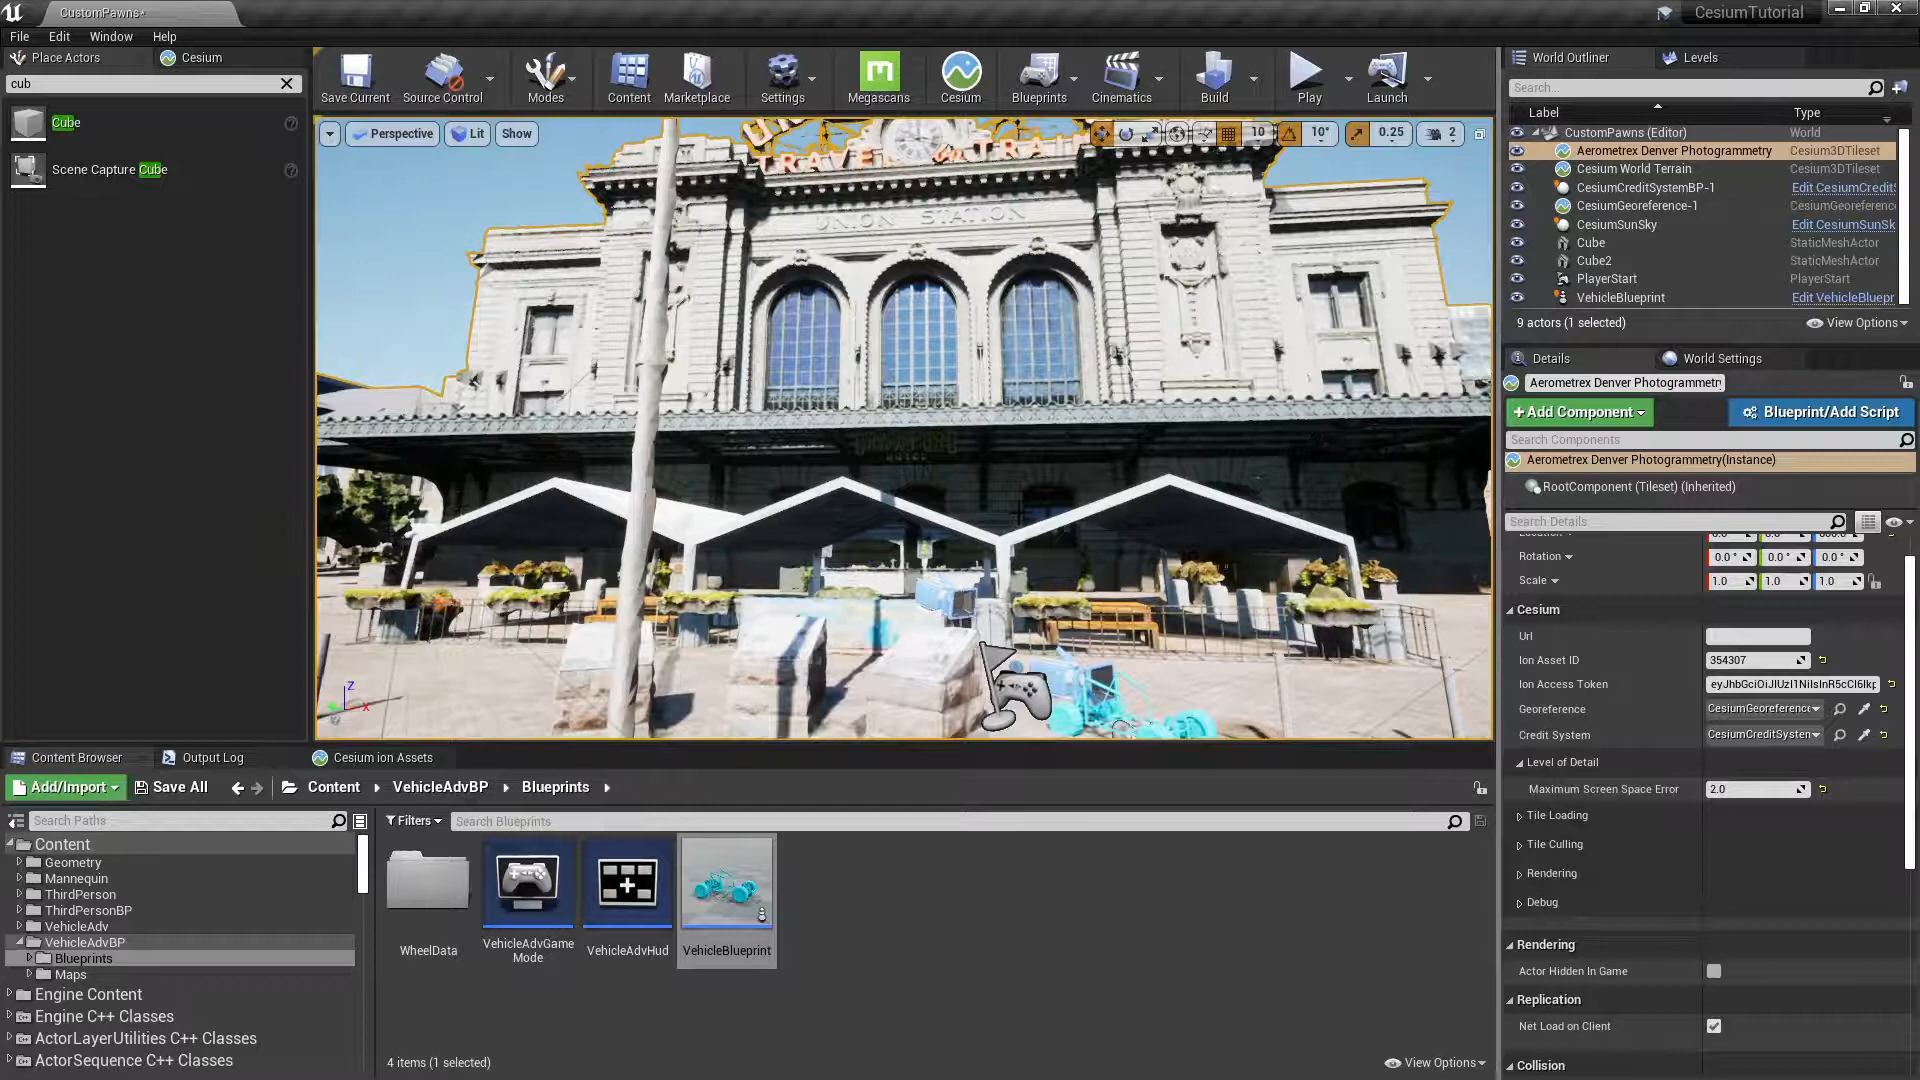 CustomPawns•
CesiumTutorial
File
Edit
Window
Help
Place Actors
Cesium
cub
Cube
Scene Capture Cube
Save Current
Source Control
Modes
Content
Marketplace
Settings
Megascans
Cesium
Blueprints
Cinematics
Build
Play
Launch
Perspective
Lit
Show
10
10°
0.25
2
TRAVEL
TRAI
UNION STATION
Z
X
World Outliner
Levels
Search...
Label
Type
CustomPawns (Editor)
World
Aerometrex Denver Photogrammetry
Cesium3DTileset
Cesium World Terrain
Cesium3DTileset
CesiumCreditSystemBP-1
Edit CesiumCreditS
CesiumGeoreference-1
CesiumGeoreference
CesiumSunSky
Edit CesiumSunSk
Cube
StaticMeshActor
Cube2
StaticMeshActor
PlayerStart
PlayerStart
VehicleBlueprint
Edit VehicleBluepr
9 actors (1 selected)
View Options
Details
World Settings
Aerometrex Denver Photogrammetr
+Add Component
Blueprint/Add Script
Search Components
Aerometrex Denver Photogrammetry(Instance)
RootComponent (Tileset) (Inherited)
Search Details
Rotation
0.0 °
0.0 °
0.0 °
Scale
1.0
1.0
1.0
Cesium
Url
Ion Asset ID
354307
Ion Access Token
Georeference
CesiumGeoreference
Credit System
CesiumCreditSysten
Level of Detail
Maximum Screen Space Error
2.0
Tile Loading
Tile Culling
Rendering
Debug
Rendering
Actor Hidden In Game
Replication
Net Load on Client
Collision
Content Browser
Output Log
Cesium ion Assets
Add/Import
Save All
Content
VehicleAdvBP
Blueprints
Search Paths
Filters
Search Blueprints
Content
Geometry
Mannequin
ThirdPerson
ThirdPersonBP
VehicleAdv
VehicleAdvBP
Blueprints
Maps
Engine Content
Engine C++ Classes
ActorLayerUtilities C++ Classes
ActorSequence C++ Classes
WheelData
VehicleAdvGame
Mode
VehicleAdvHud
VehicleBlueprint
4 items (1 selected)
View Options